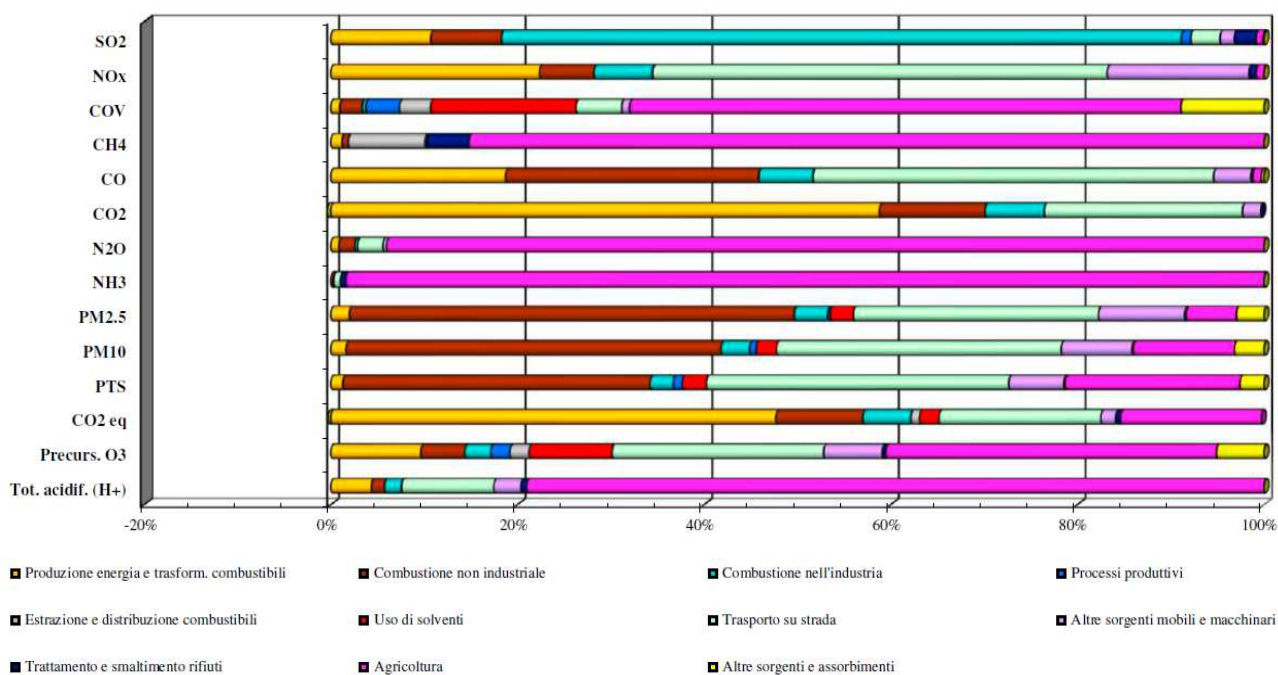 SO2
NOx
COV
CH4
CO
CO2
N2O
NH3
PM2.5
PM10
PTS
CO2 eq
Precurs. O3
Tot. acidif. (H+)
-20% 0% 20% 40% 60% 80% 100%
Produzione energia e trasform. combustibili Combustione non industriale Combustione nell'industria Processi produttivi
Estrazione e distribuzione combustibili Uso di solventi Trasporto su strada Altre sorgenti mobili e macchinari
Trattamento e smaltimento rifiuti Agricoltura Altre sorgenti e assorbimenti